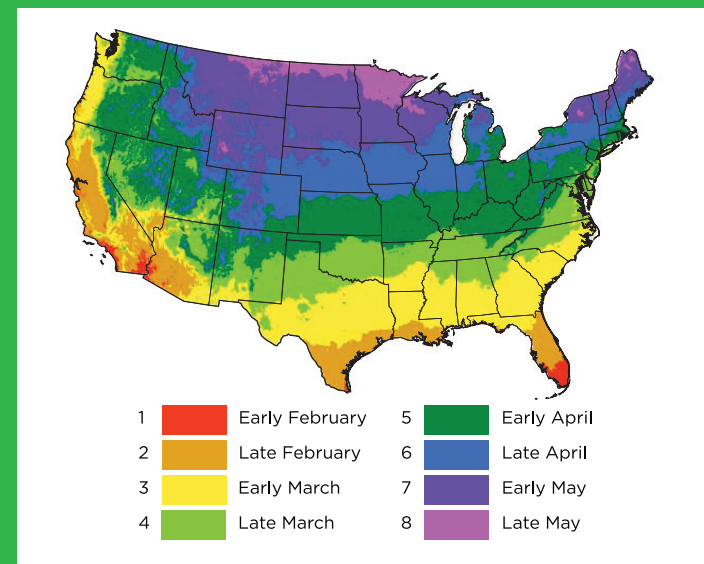 1 Early February
2 Late February
3 Early March
4 Late March
5 Early April
6 Late April
7 Early May
8 Late May